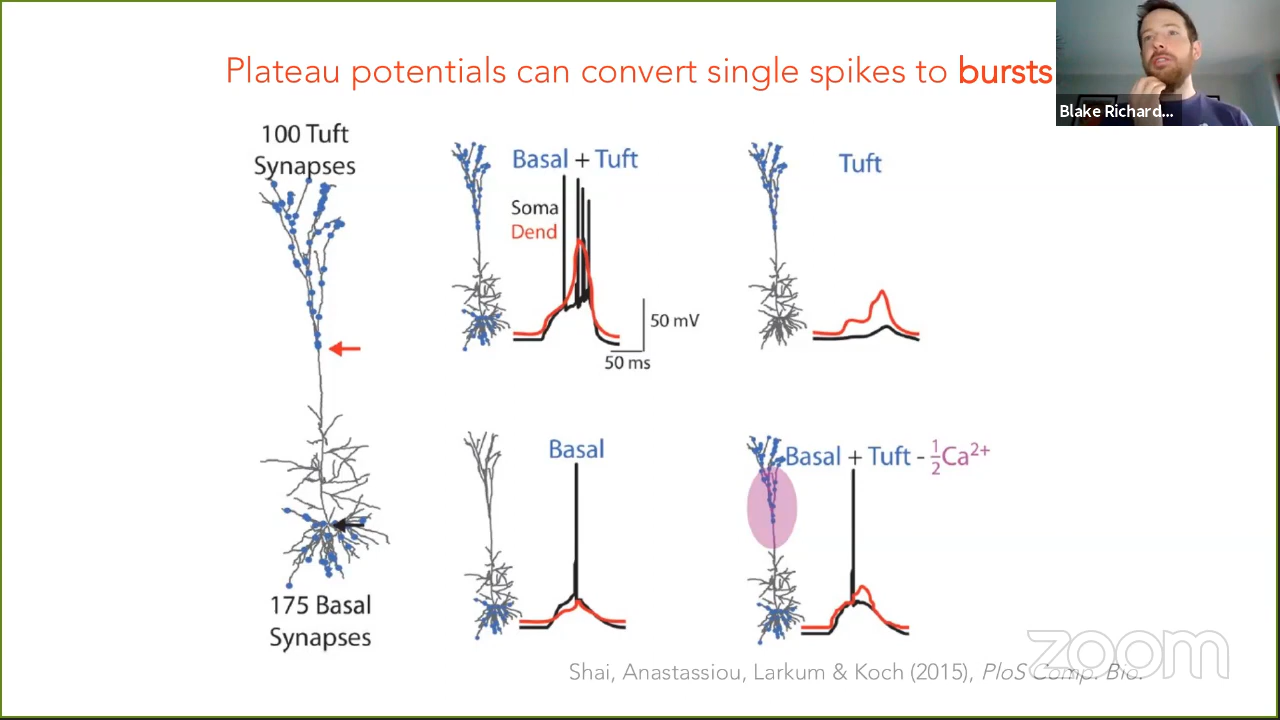 Plateau potentials can convert single spikes to bursts
Blake Richard...
100 Tuft
Synapses
Basal + Tuft
Soma
Dend
50 mV
50 ms
Tuft
Basal
Basal + Tuft - ½Ca²⁺
175 Basal
Synapses
Shai, Anastassiou, Larkum & Koch (2015), PloS Comp. Bio.
zoom